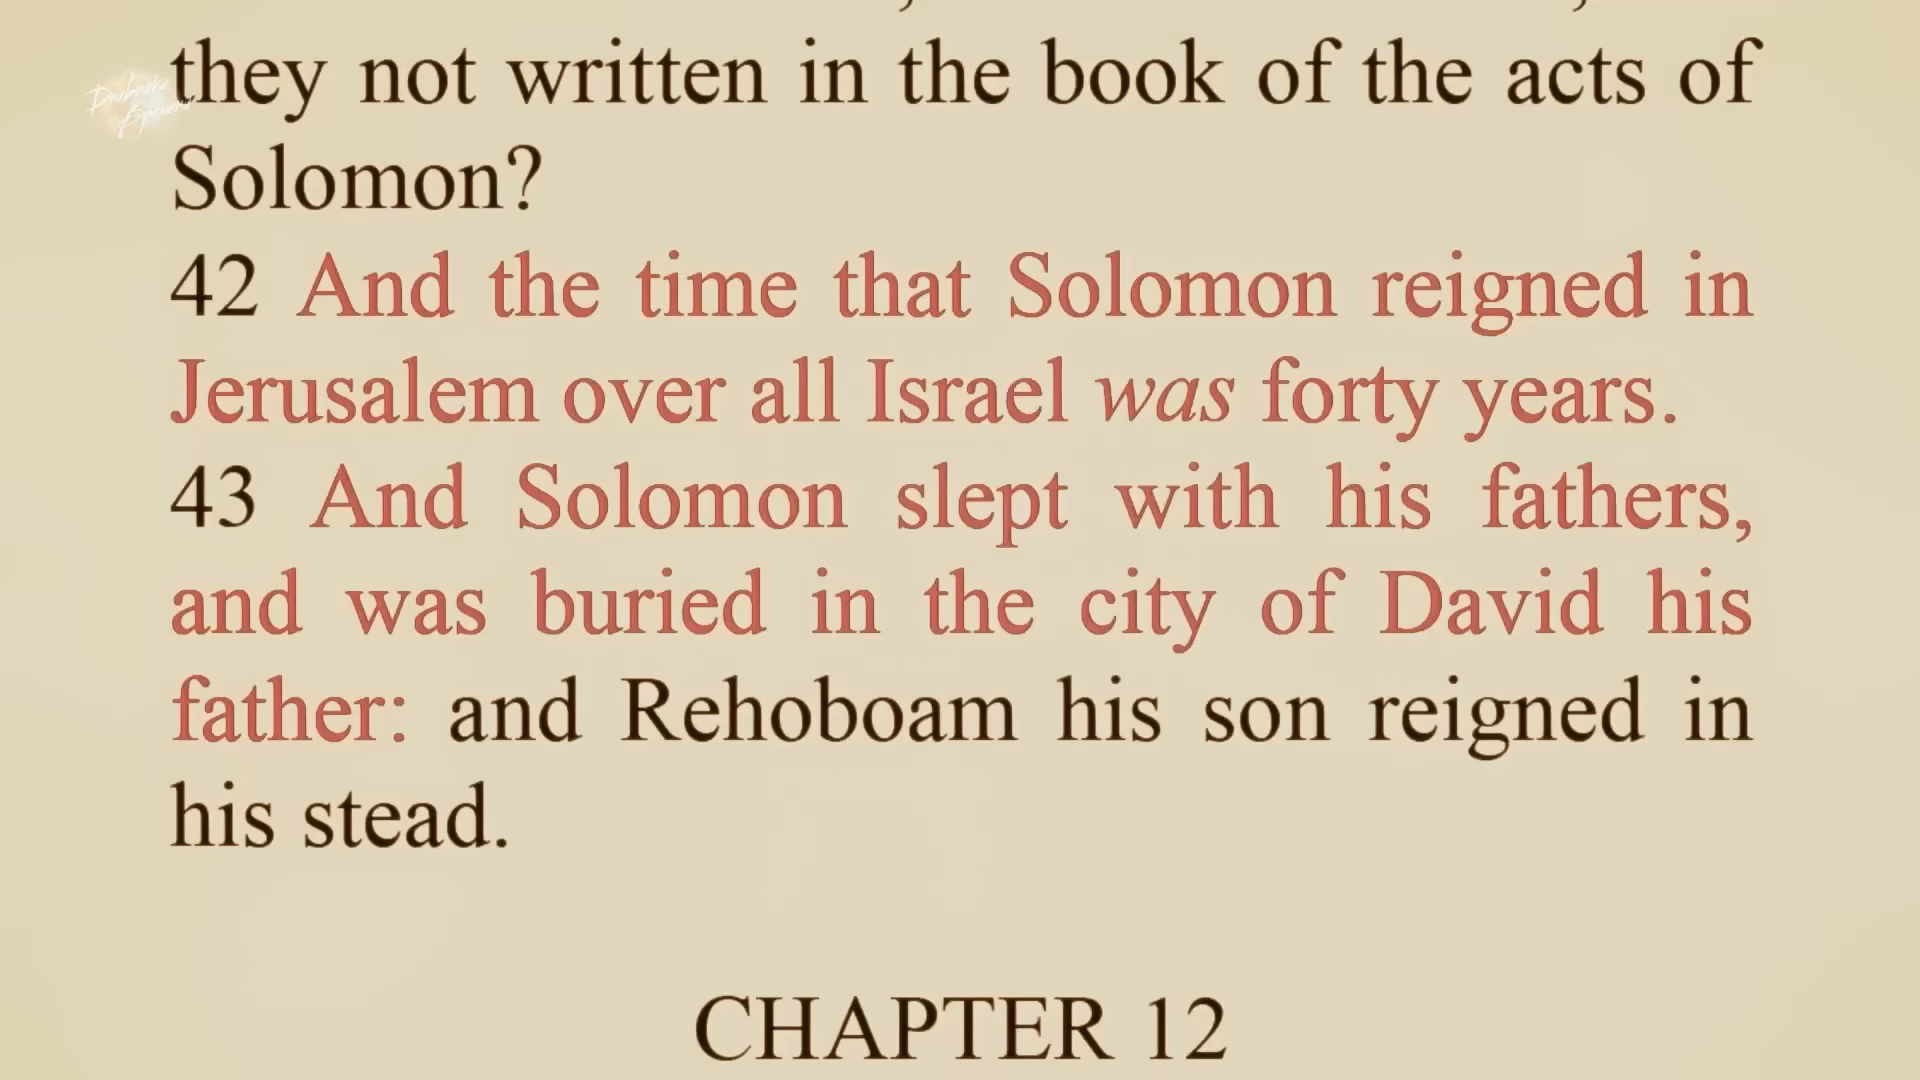 they not written in the book of the acts of
Solomon?
42 And the time that Solomon reigned in
Jerusalem over all Israel was forty years.
43 And Solomon slept with his fathers,
and was buried in the city of David his
father: and Rehoboam his son reigned in
his stead.
CHAPTER 12